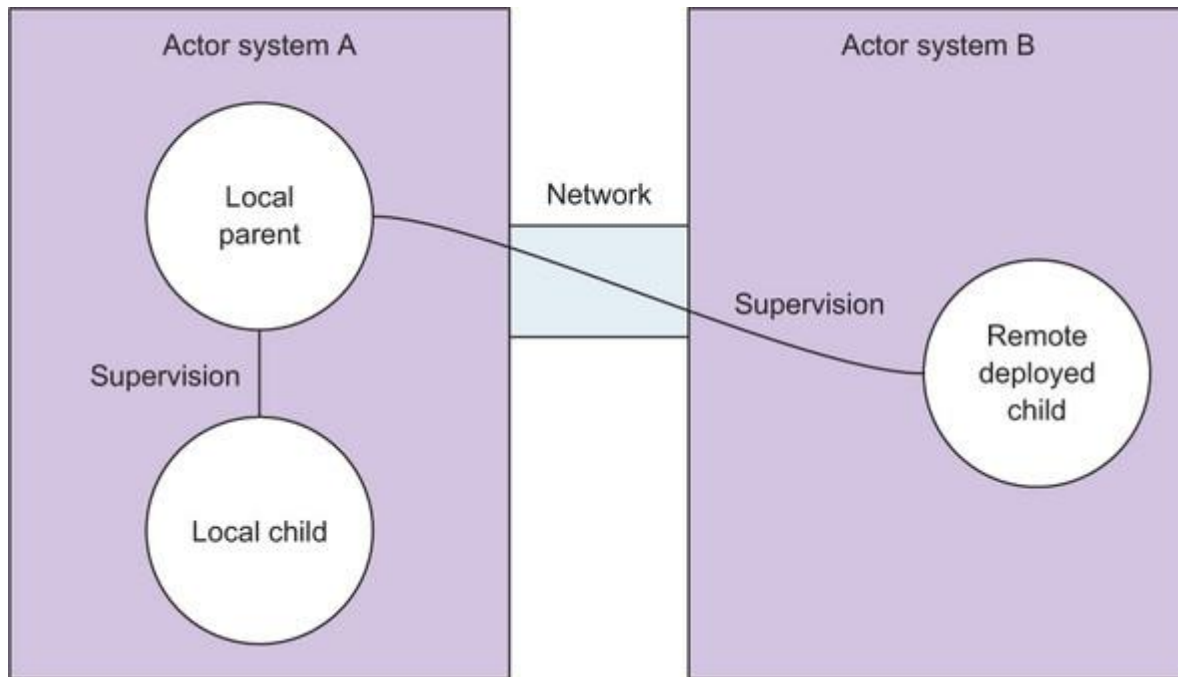 Actor system A
Actor system B
Local
parent
Network
Supervision
Supervision
Remote
deployed
child
Local child